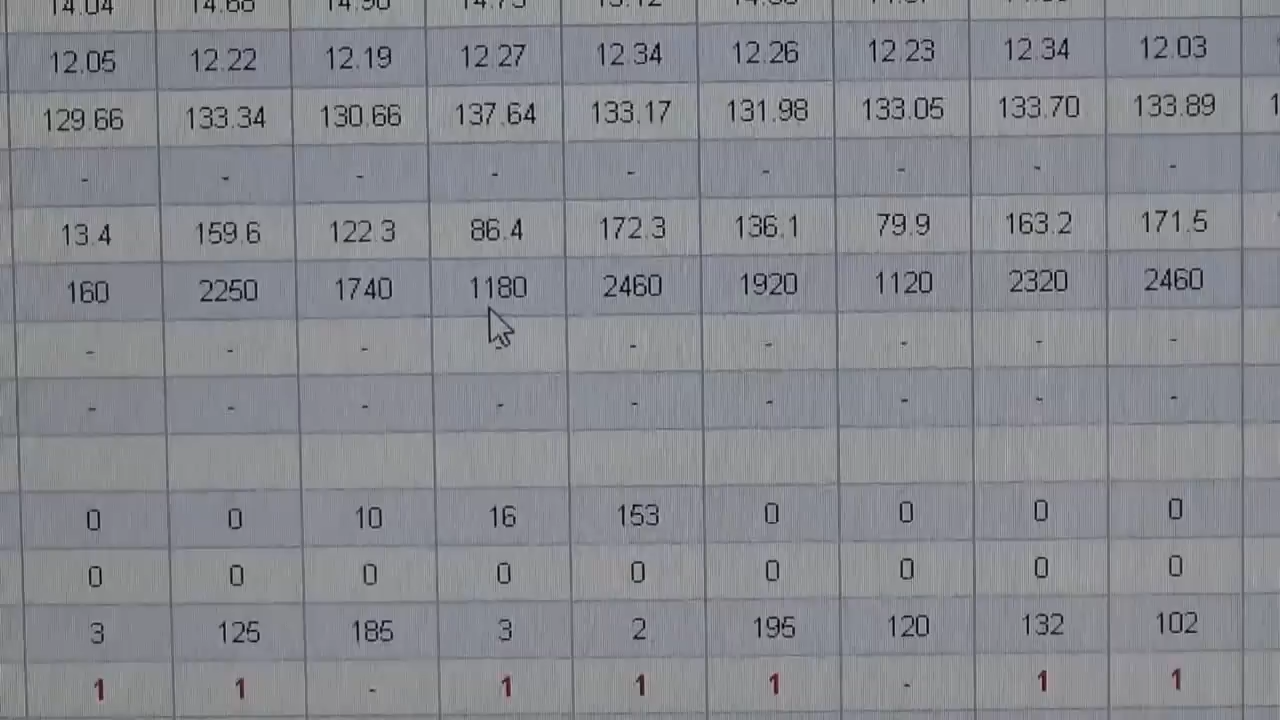 12.05 12.22 12.19 12.27 12.34 12.26 12.23 12.34 12.03
129.66 133.34 130.66 137.64 133.17 131.98 133.05 133.70 133.89
- - - - - - - - -
13.4 159.6 122.3 86.4 172.3 136.1 79.9 163.2 171.5
160 2250 1740 1180 2460 1920 1120 2320 2460
- - - - - - - -
- - - - - - - - -
0 0 10 16 153 0 0 0 0
0 0 0 0 0 0 0 0 0
3 125 185 3 2 195 120 132 102
1 1 - 1 1 1 - 1 1